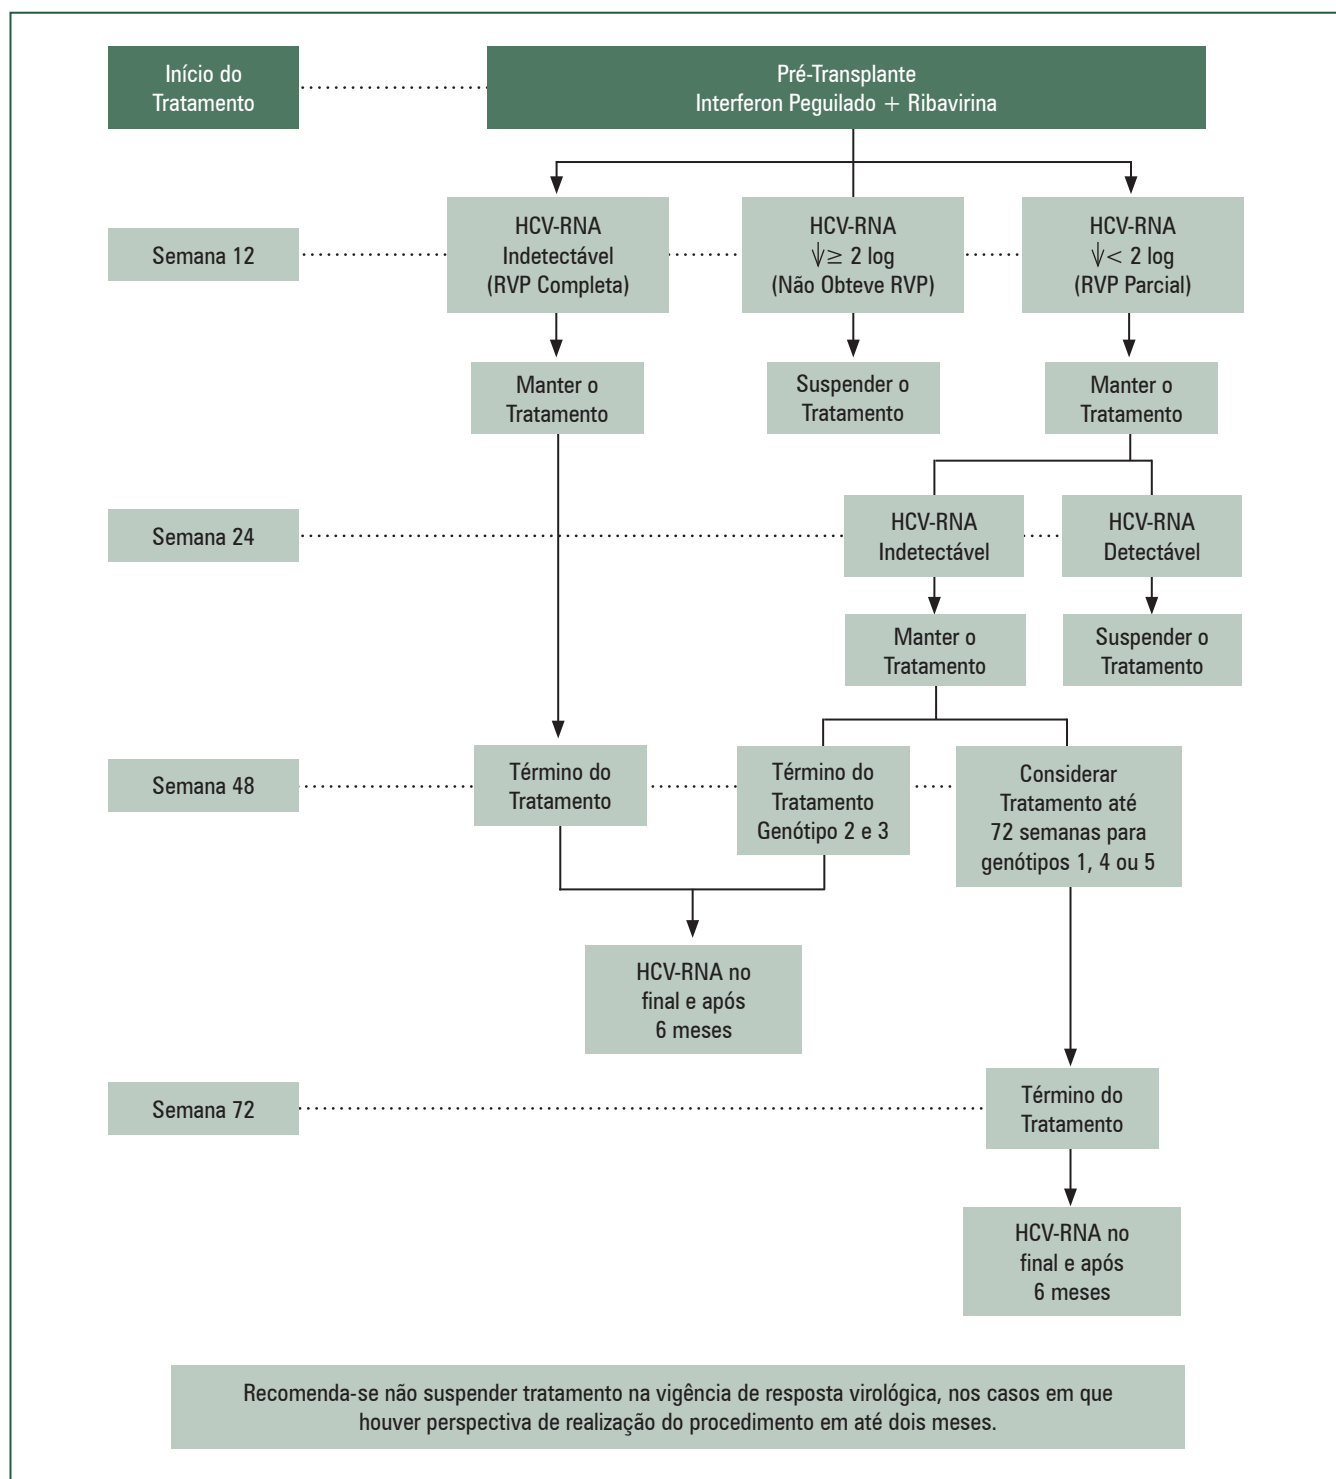 Início do
Tratamento
Pré-Transplante
Interferon Peguilado + Ribavirina
Semana 12
HCV-RNA
Indetectável
(RVP Completa)
HCV-RNA
↓≥ 2 log
(Não Obteve RVP)
HCV-RNA
↓< 2 log
(RVP Parcial)
Manter o
Tratamento
Suspender o
Tratamento
Manter o
Tratamento
Semana 24
HCV-RNA
Indetectável
HCV-RNA
Detectável
Manter o
Tratamento
Suspender o
Tratamento
Semana 48
Término do
Tratamento
Término do
Tratamento
Genótipo 2 e 3
Considerar
Tratamento até
72 semanas para
genótipos 1, 4 ou 5
HCV-RNA no
final e após
6 meses
Semana 72
Término do
Tratamento
HCV-RNA no
final e após
6 meses
Recomenda-se não suspender tratamento na vigência de resposta virológica, nos casos em que
houver perspectiva de realização do procedimento em até dois meses.